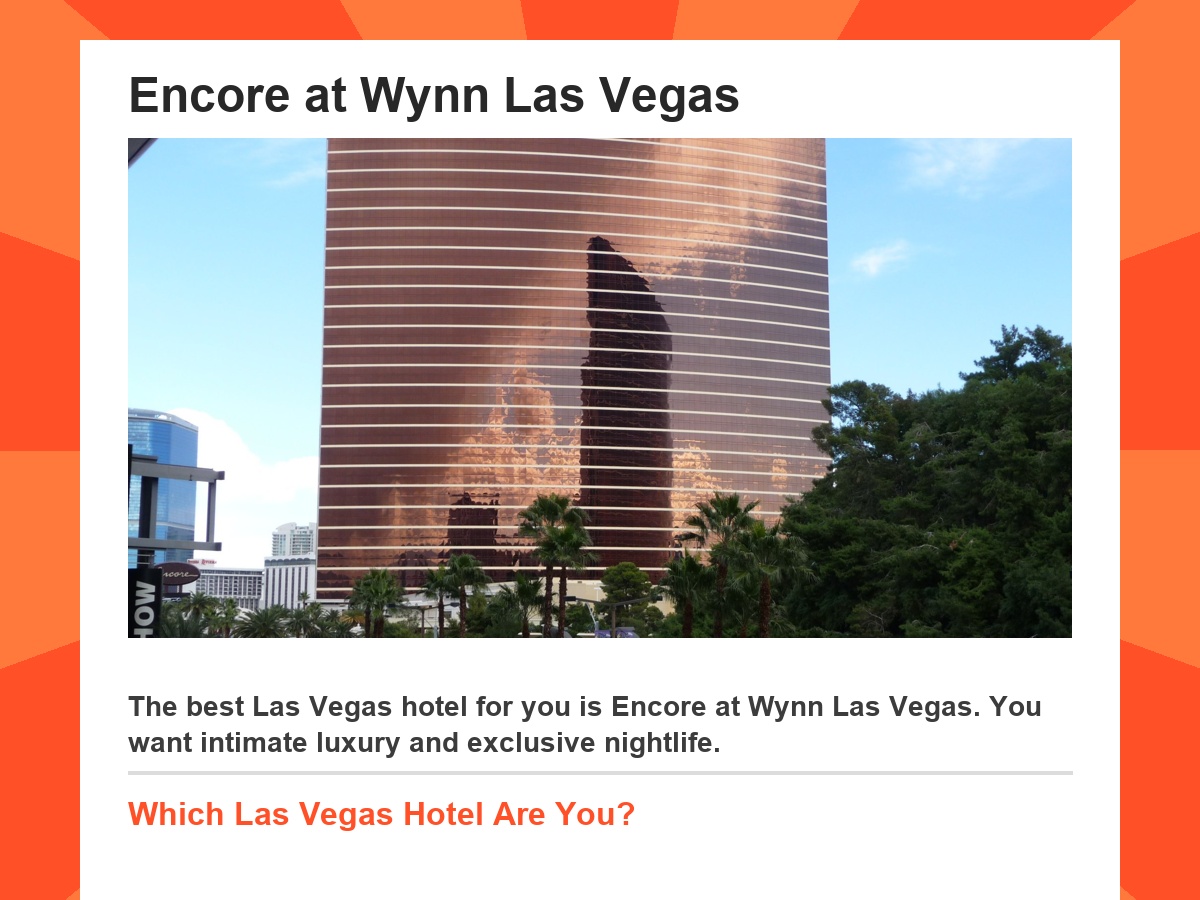 Encore at Wynn Las Vegas
encore
HOW
The best Las Vegas hotel for you is Encore at Wynn Las Vegas. You
want intimate luxury and exclusive nightlife.
Which Las Vegas Hotel Are You?